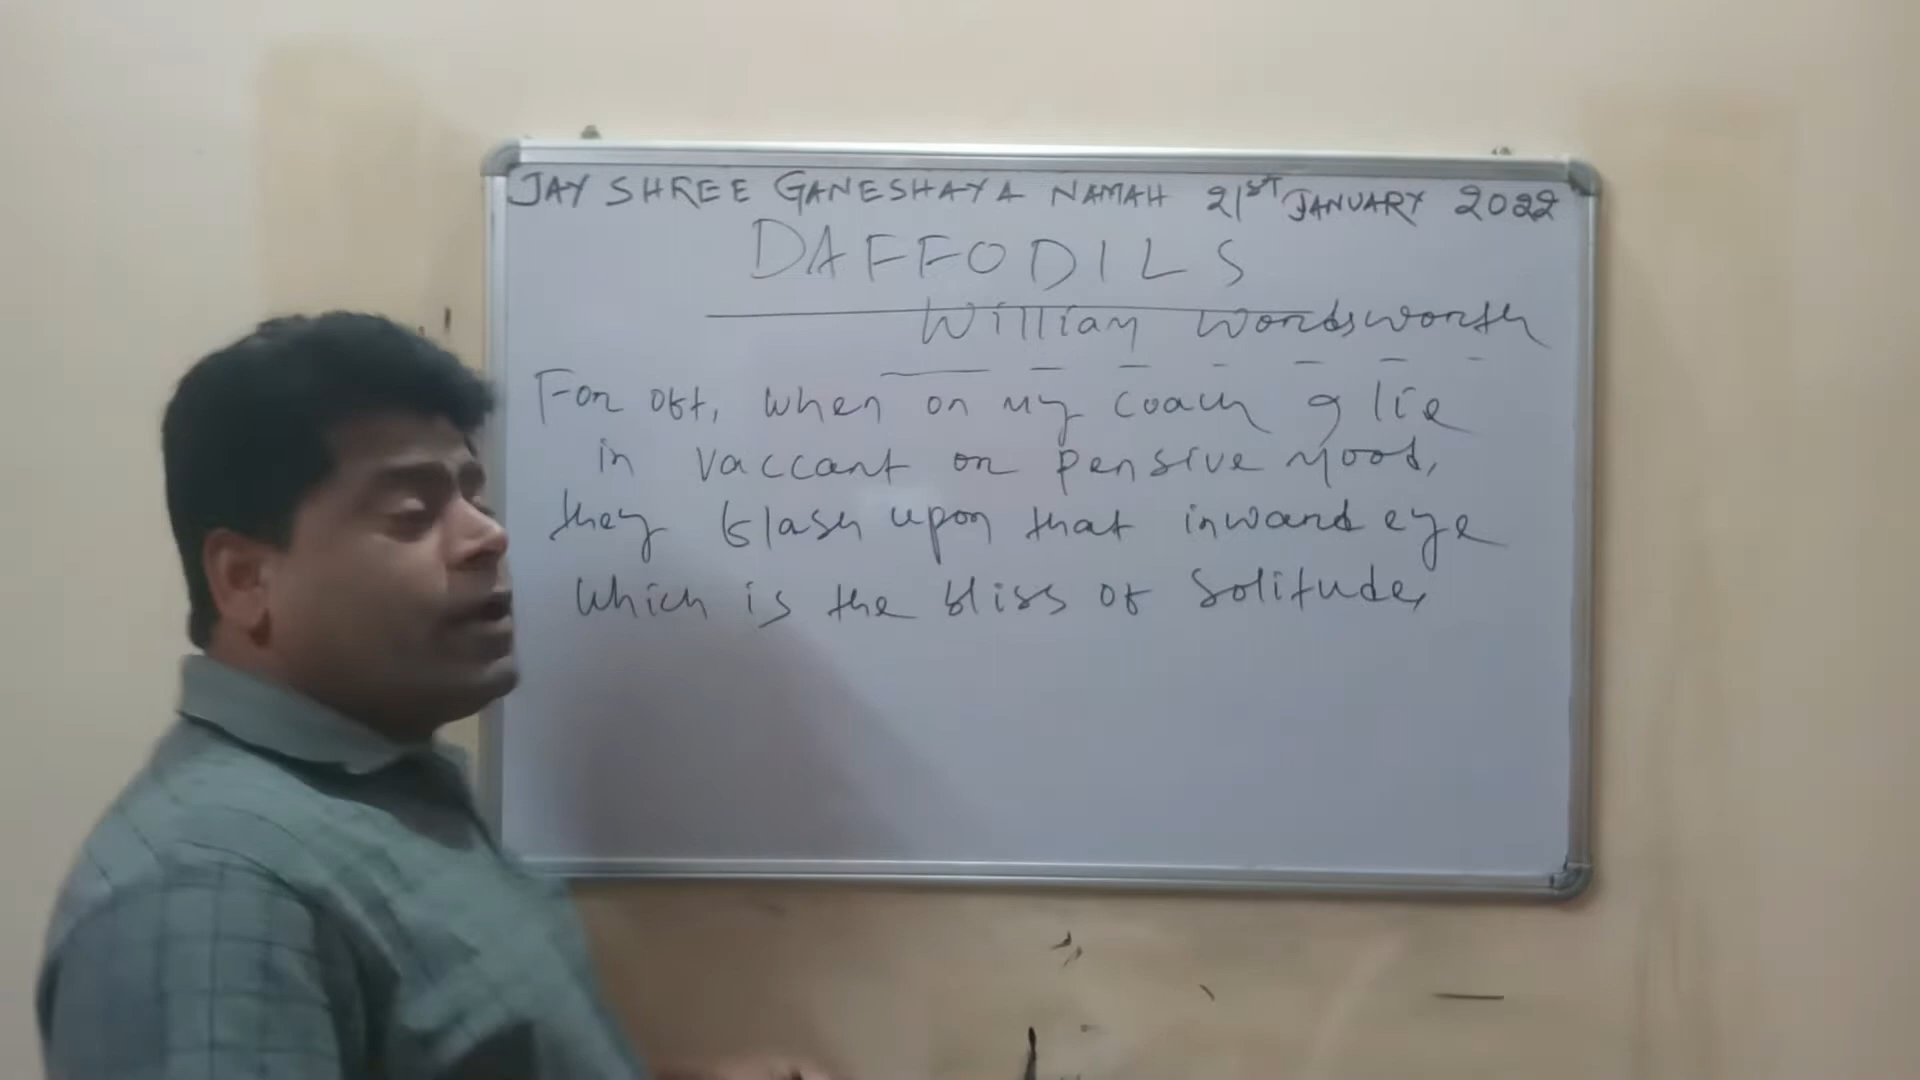 JAY SHREE GANESHAYA NAMAH 21ST JANUARY 2022
DAFFODILS
William Wordsworth
For oft, when on my coach I lie
in vaccant or pensive mood,
they flash upon that inward eye
Which is the bliss of Solitude,